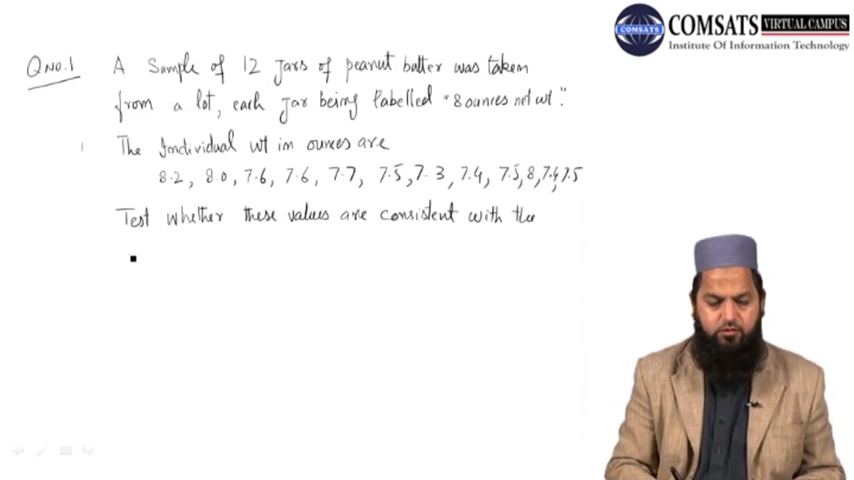 COMSATS VIRTUAL CAMPUS
Institute Of Information Technology
Q NO.1 A Sample of 12 Jars of peanut butter was taken
from a lot, each Jar being labelled "8 ounces net wt".
The Individual wt in ounces are
8.2, 8.0, 7.6, 7.6, 7.7, 7.5, 7.3, 7.4, 7.5, 8, 7.4, 7.5
Test whether these values are consistent with the